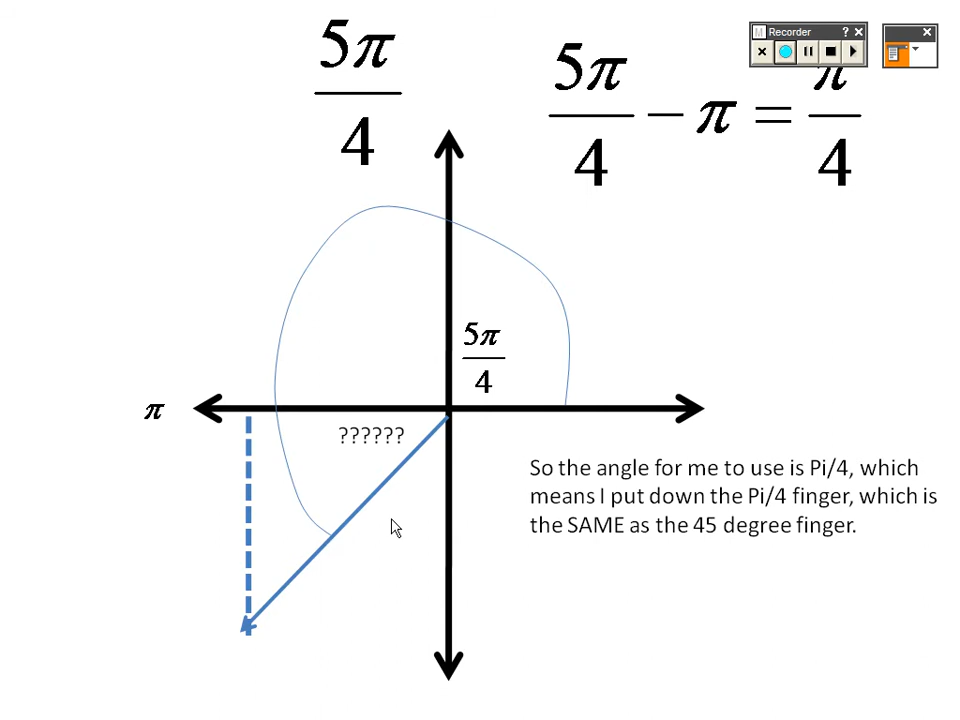 5π/4
5π/4 − π = π/4
M Recorder ? ×
5π/4
π
??????
So the angle for me to use is Pi/4, which
means I put down the Pi/4 finger, which is
the SAME as the 45 degree finger.